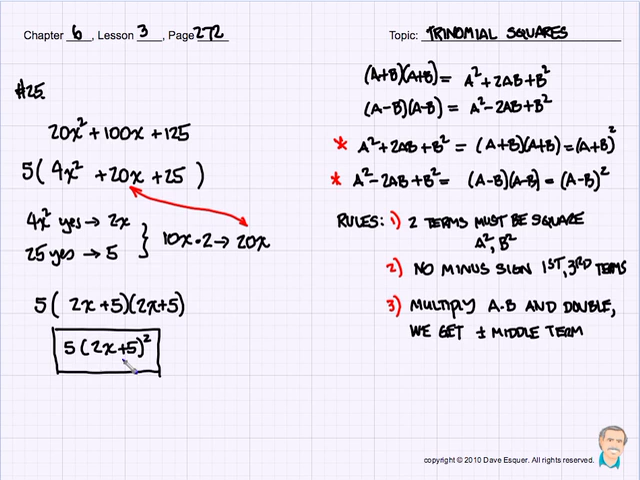 Chapter 6, Lesson 3, Page 272
Topic: TRINOMIAL SQUARES
#25
20x² + 100x + 125
5( 4x² + 20x + 25 )
4x² yes → 2x
25 yes → 5
} 10x • 2 → 20x
5( 2x+5)(2x+5)
5(2x+5)²
(A+B)(A+B) = A² + 2AB + B²
(A-B)(A-B) = A² - 2AB + B²
* A² + 2AB + B² = (A+B)(A+B) = (A+B)²
* A² - 2AB + B² = (A-B)(A-B) = (A-B)²
RULES: 1) 2 TERMS MUST BE SQUARE
A², B²
2) NO MINUS SIGN 1ST, 3RD TERMS
3) MULTIPLY A·B AND DOUBLE,
WE GET ± MIDDLE TERM
copyright © 2010 Dave Esquer. All rights reserved.